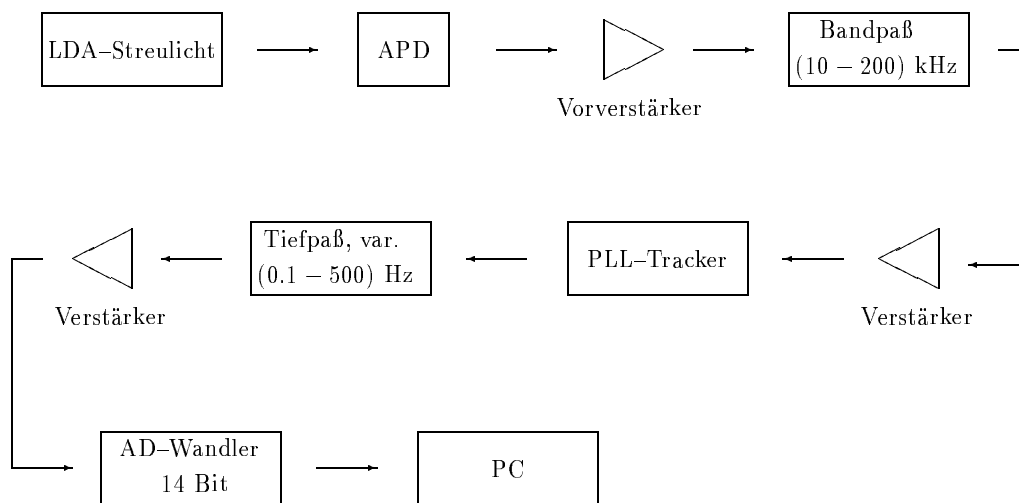 LDA–Streulicht
APD
Vorverstärker
Bandpaß
(10 – 200) kHz
Verstärker
PLL–Tracker
Tiefpaß, var.
(0.1 – 500) Hz
Verstärker
AD–Wandler
14 Bit
PC